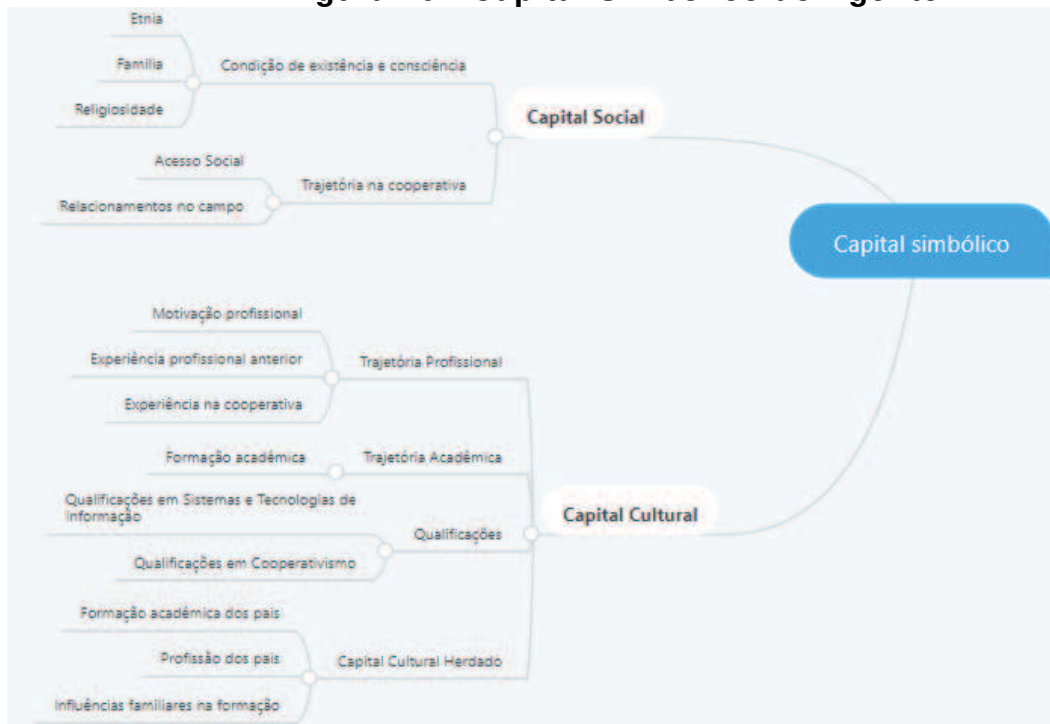 Etnia
Família
Condição de existência e consciência
Religiosidade
Capital Social
Acesso Social
Trajetória na cooperativa
Relacionamentos no campo
Capital simbólico
Motivação profissional
Experiência profissional anterior
Trajetória Profissional
Experiência na cooperativa
Formação acadêmica
Trajetória Acadêmica
Qualificações em Sistemas e Tecnologias de
Informação
Capital Cultural
Qualificações
Qualificações em Cooperativismo
Formação acadêmica dos pais
Profissão dos pais
Capital Cultural Herdado
Influências familiares na formação